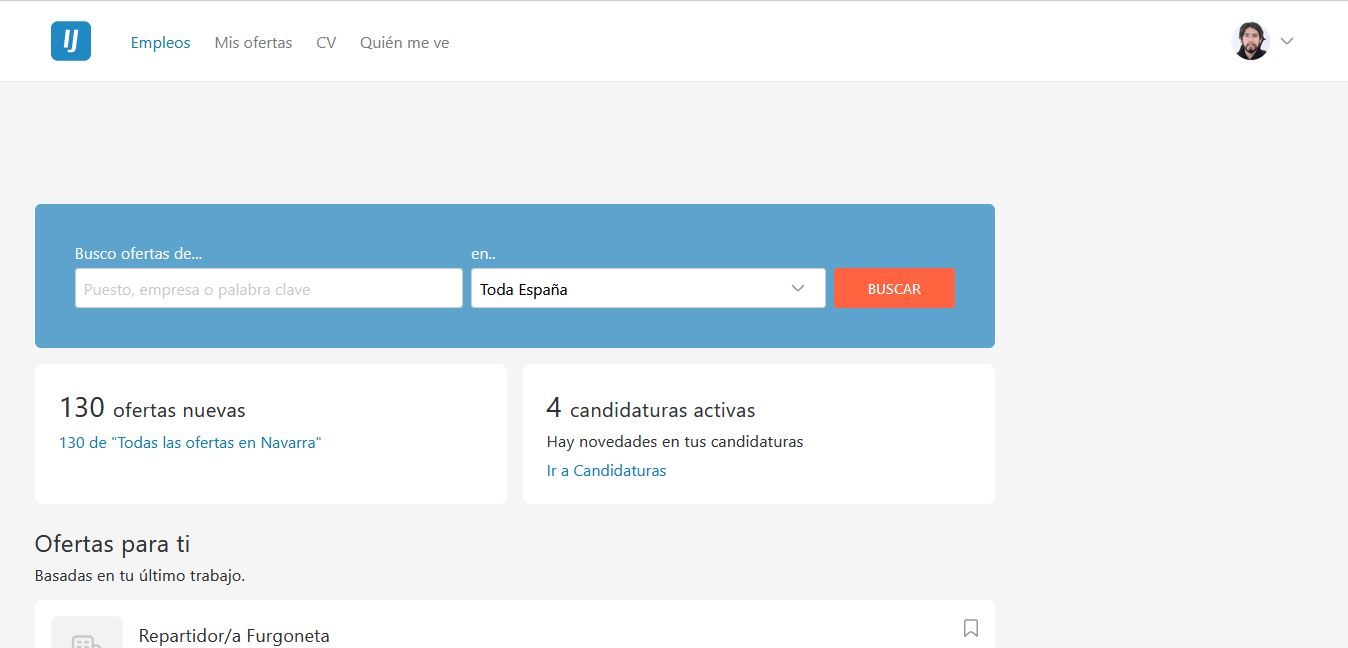 IJ
Empleos Mis ofertas CV Quién me ve
Busco ofertas de... en..
Puesto, empresa o palabra clave Toda España BUSCAR
130 ofertas nuevas
130 de "Todas las ofertas en Navarra"
4 candidaturas activas
Hay novedades en tus candidaturas
Ir a Candidaturas
Ofertas para ti
Basadas en tu último trabajo.
Repartidor/a Furgoneta